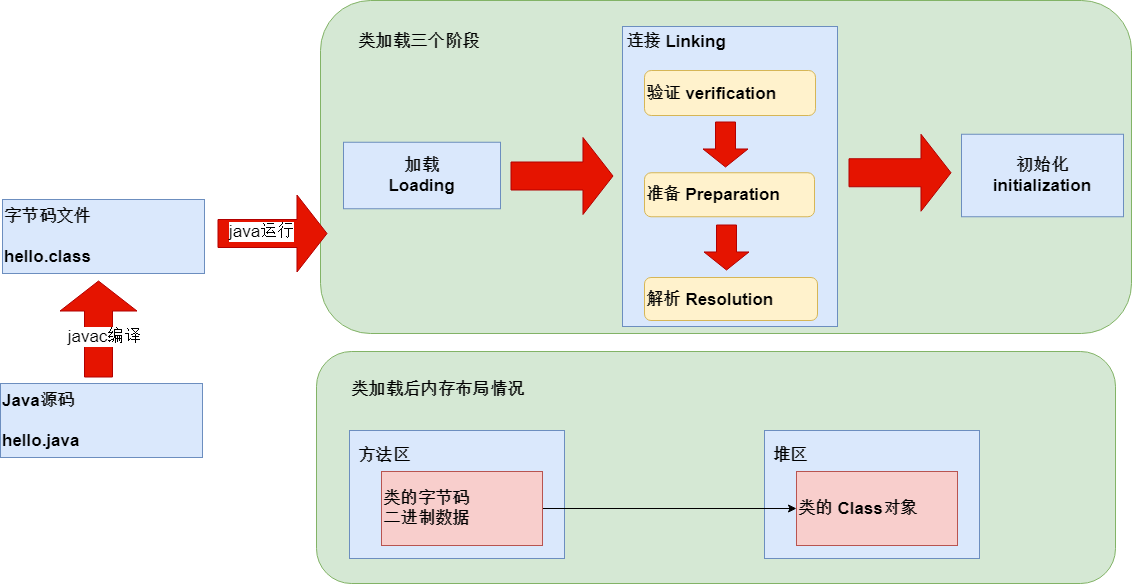 类加载三个阶段
连接 Linking
验证 verification
准备 Preparation
解析 Resolution
加载
Loading
初始化
initialization
字节码文件
hello.class
java运行
javac编译
Java源码
hello.java
类加载后内存布局情况
方法区
类的字节码
二进制数据
堆区
类的 Class对象